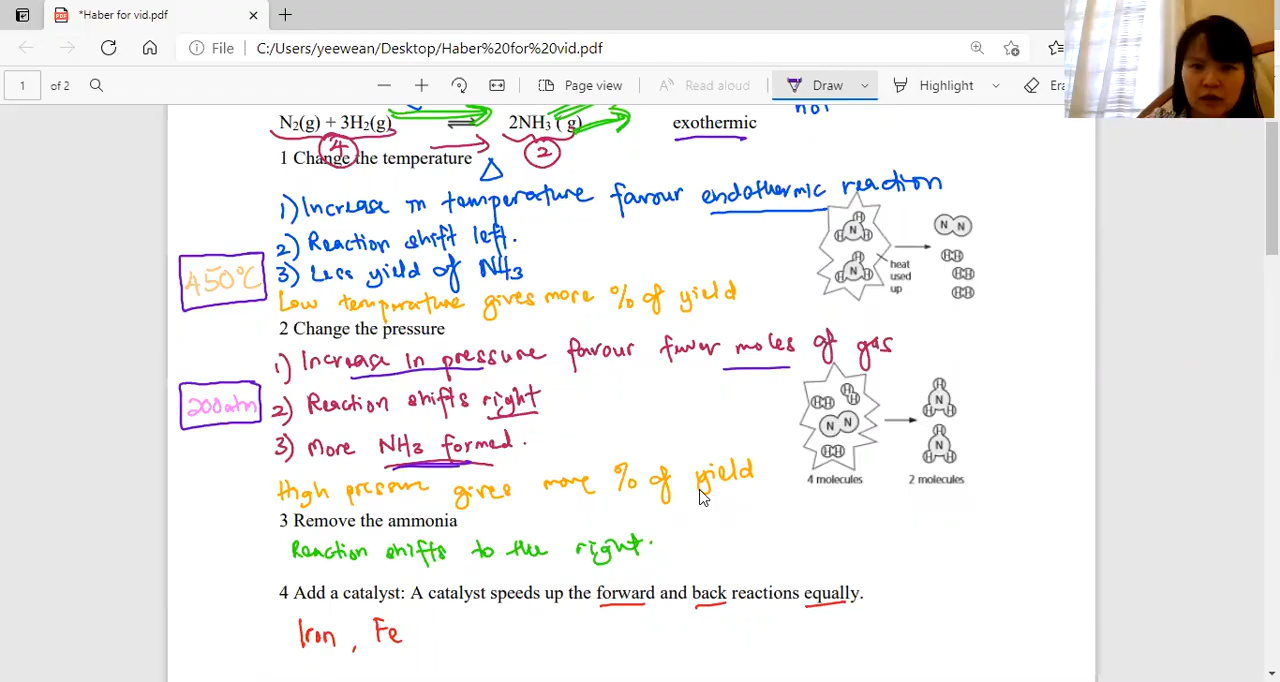 *Haber for vid.pdf
File
C:/Users/yeewean/Desktop/Haber%20for%20vid.pdf
1 of 2
Page view
Read aloud
Draw
Highlight
N2(g) + 3H2(g) ⇌ 2NH3 (g) exothermic
4 2
1 Change the temperature
1) Increase in temperature favour endothermic reaction
2) Reaction shift left.
450°C
3) Less yield of NH3
Low temperature gives more % of yield
heat
used
up
N N
H H
2 Change the pressure
1) Increase in pressure favour fewer moles of gas
200atm
2) Reaction shifts right
3) More NH3 formed.
High pressure gives more % of yield
4 molecules 2 molecules
3 Remove the ammonia
Reaction shifts to the right.
4 Add a catalyst: A catalyst speeds up the forward and back reactions equally.
Iron, Fe